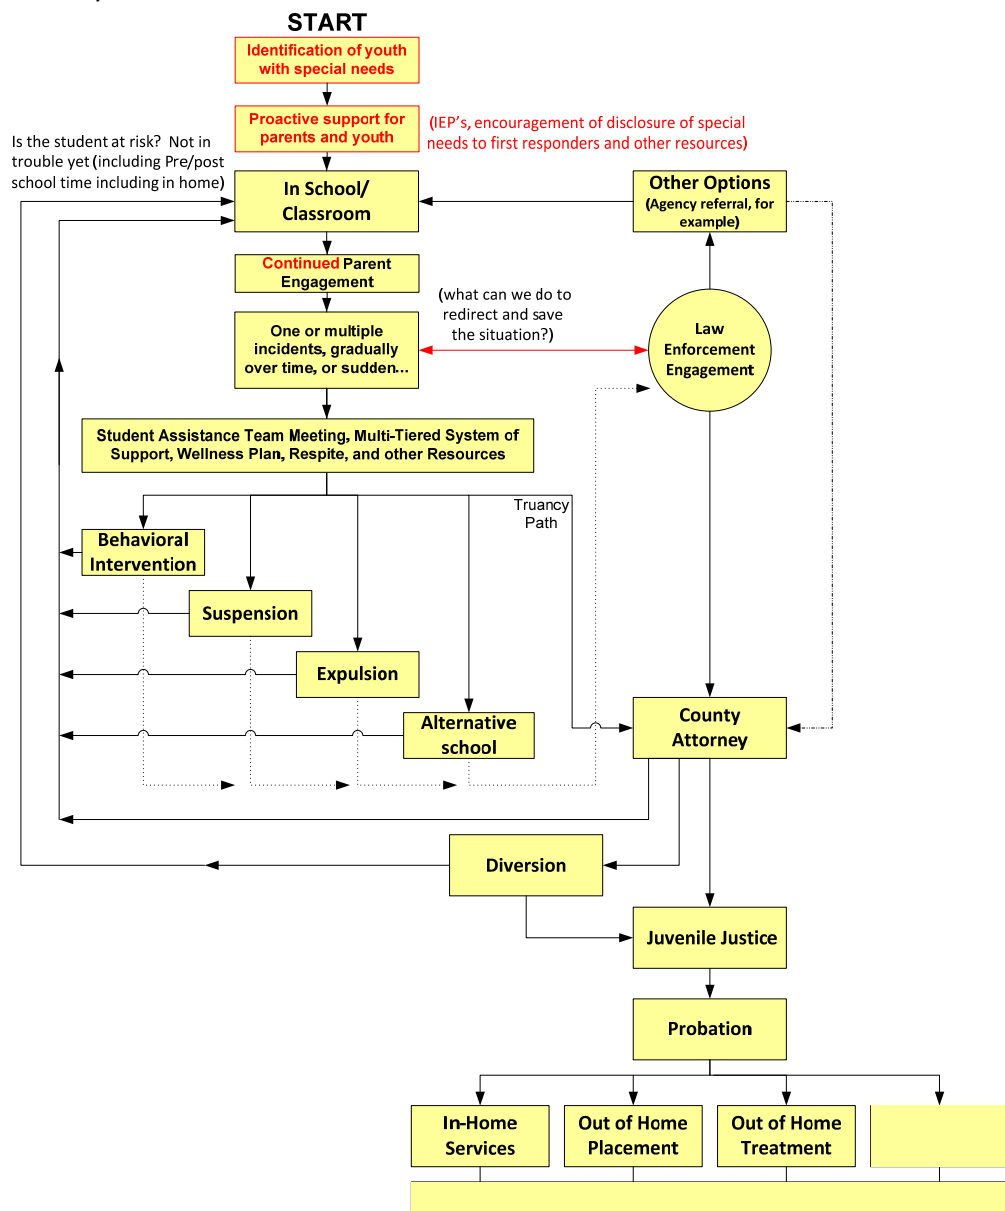 START
Identification of youth
with special needs
Proactive support for
parents and youth
(IEP's, encouragement of disclosure of special
needs to first responders and other resources)
Is the student at risk? Not in
trouble yet (including Pre/post
school time including in home)
In School/
Classroom
Other Options
(Agency referral, for
example)
Continued Parent
Engagement
(what can we do to
redirect and save
the situation?)
One or multiple
incidents, gradually
over time, or sudden...
Law
Enforcement
Engagement
Student Assistance Team Meeting, Multi-Tiered System of
Support, Wellness Plan, Respite, and other Resources
Truancy
Path
Behavioral
Intervention
Suspension
Expulsion
Alternative
school
County
Attorney
Diversion
Juvenile Justice
Probation
In-Home
Services
Out of Home
Placement
Out of Home
Treatment